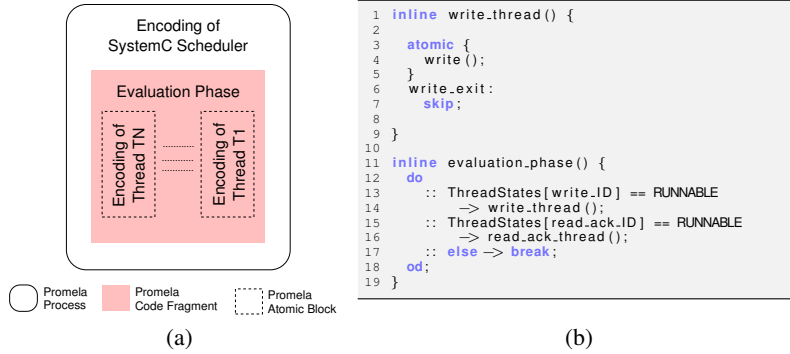 Encoding of
SystemC Scheduler
Evaluation Phase
Encoding of
Thread TN
Encoding of
Thread T1
Promela
Process
Promela
Code Fragment
Promela
Atomic Block
(a)
1 inline write_thread() {
2
3 atomic {
4 write();
5 }
6 write_exit:
7 skip;
8
9 }
10
11 inline evaluation_phase() {
12 do
13 :: ThreadStates[write_ID] == RUNNABLE
14 -> write_thread();
15 :: ThreadStates[read_ack_ID] == RUNNABLE
16 -> read_ack_thread();
17 :: else -> break;
18 od;
19 }
(b)